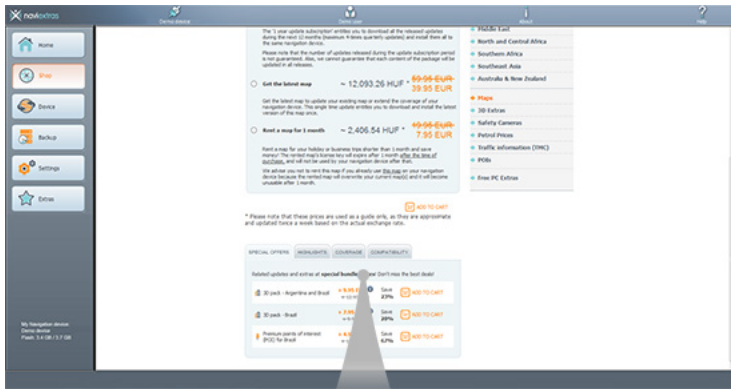 naviextras
Demo device
Demo user
About
Help
Home
Shop
Device
Backup
Settings
Extras
My Navigation device:
Demo device
Flash: 3.4 GB / 3.7 GB
The '1 year update subscription' entitles you to download all the released updates
during the next 12 months (maximum 4 times quarterly updates) and install them all to
the same navigation device.
Please note that the number of updates released during the update subscription period
is not guaranteed. Also, we cannot guarantee that each content of the package will be
updated in all releases.
Get the latest map
~ 12,093.26 HUF *
59.95 EUR
39.95 EUR
Get the latest map to update your existing map or extend the coverage of your
navigation device. This single time update entitles you to download and install the latest
version of this map once.
Rent a map for 1 month
~ 2,406.54 HUF *
7.95 EUR
Rent a map for your holiday or business trips shorter than 1 month and save
money! The rented map's license key will expire after 1 month after the time of
purchase, and will not be used by your navigation device after that.
We advise you not to rent this map if you already use this map on your navigation
device because the rented map will overwrite your current map(s) and it will become
unusable after 1 month.
ADD TO CART
* Please note that these prices are used as a guide only, as they are approximate
and updated twice a week based on the actual exchange rate.
SPECIAL OFFERS
HIGHLIGHTS
COVERAGE
COMPATIBILITY
Related updates and extras at special bundle Don't miss the best deals!
3D pack - Argentina and Brazil
Save
23%
ADD TO CART
3D pack - Brazil
Save
20%
ADD TO CART
Premium points of interest
(POI) for Brazil
Save
67%
ADD TO CART
Middle East
North and Central Africa
Southern Africa
Southeast Asia
Australia & New Zealand
Maps
3D Extras
Safety Cameras
Petrol Prices
Traffic information (TMC)
POIs
Free PC Extras